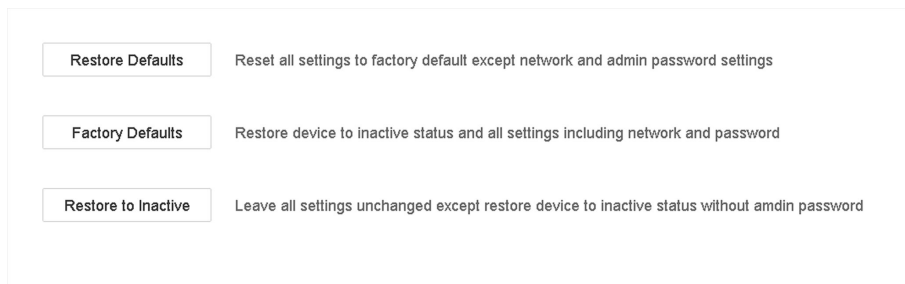 Restore Defaults Reset all settings to factory default except network and admin password settings
Factory Defaults Restore device to inactive status and all settings including network and password
Restore to Inactive Leave all settings unchanged except restore device to inactive status without amdin password